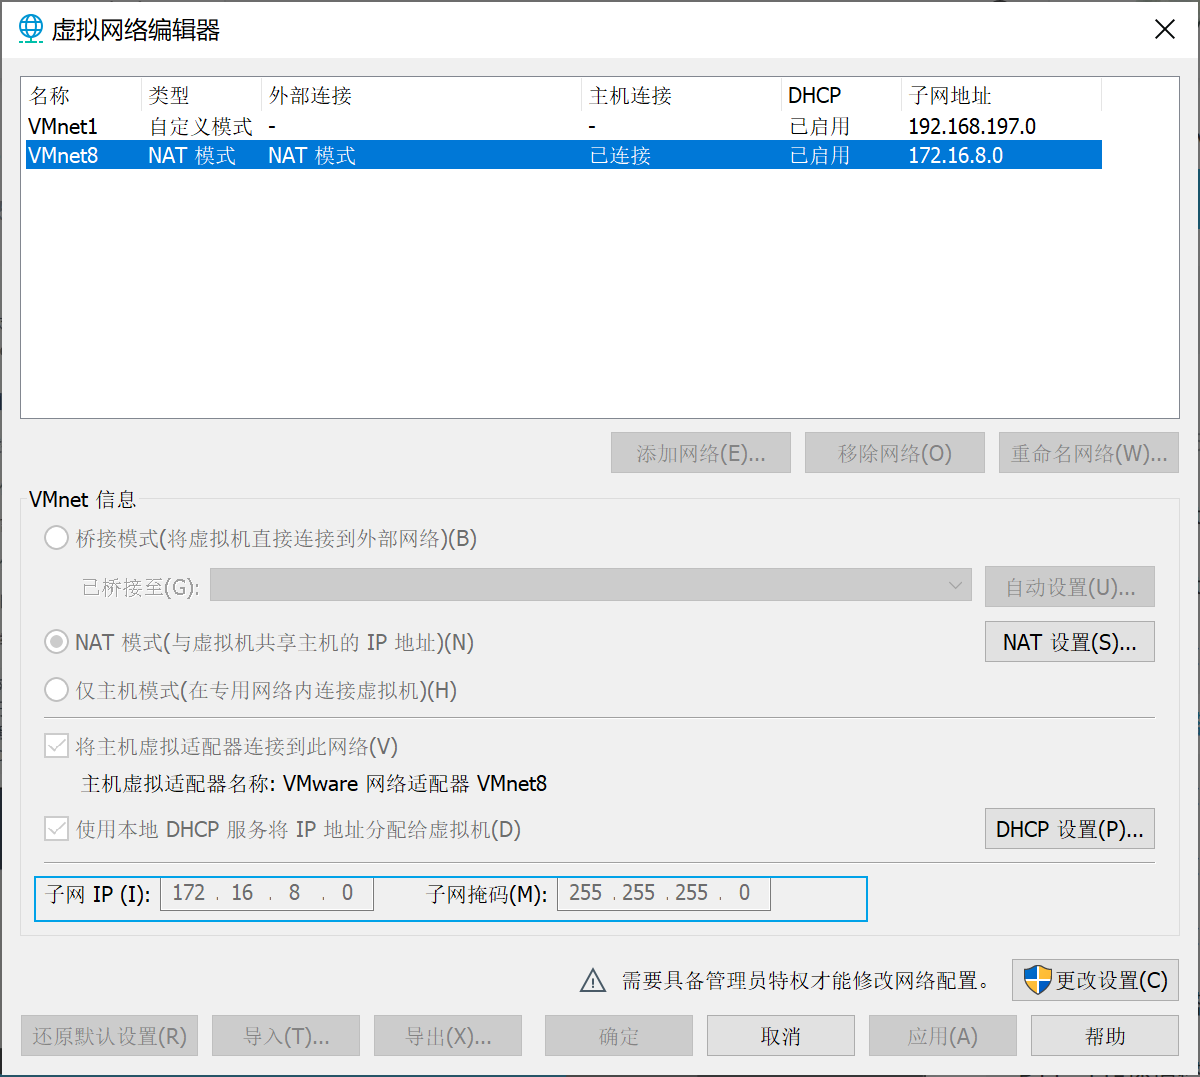 虚拟网络编辑器
名称 类型 外部连接 主机连接 DHCP 子网地址
VMnet1 自定义模式 - - 已启用 192.168.197.0
VMnet8 NAT 模式 NAT 模式 已连接 已启用 172.16.8.0
添加网络(E)... 移除网络(O) 重命名网络(W)...
VMnet 信息
桥接模式(将虚拟机直接连接到外部网络)(B)
已桥接至(G): 自动设置(U)...
NAT 模式(与虚拟机共享主机的 IP 地址)(N) NAT 设置(S)...
仅主机模式(在专用网络内连接虚拟机)(H)
将主机虚拟适配器连接到此网络(V)
主机虚拟适配器名称: VMware 网络适配器 VMnet8
使用本地 DHCP 服务将 IP 地址分配给虚拟机(D) DHCP 设置(P)...
子网 IP (I): 172 . 16 . 8 . 0 子网掩码(M): 255 . 255 . 255 . 0
需要具备管理员特权才能修改网络配置。 更改设置(C)
还原默认设置(R) 导入(T)... 导出(X)... 确定 取消 应用(A) 帮助